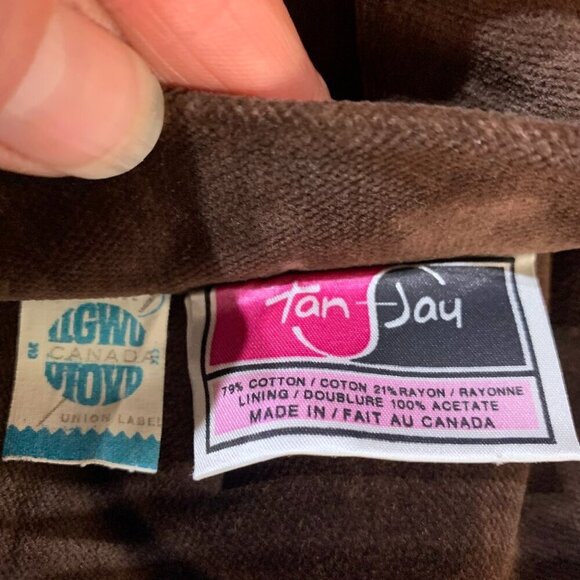 ILGWU
CANADA
UIOVD
UNION LABEL
Tan Jay
79% COTTON / COTON 21% RAYON / RAYONNE
LINING / DOUBLURE 100% ACETATE
MADE IN / FAIT AU CANADA